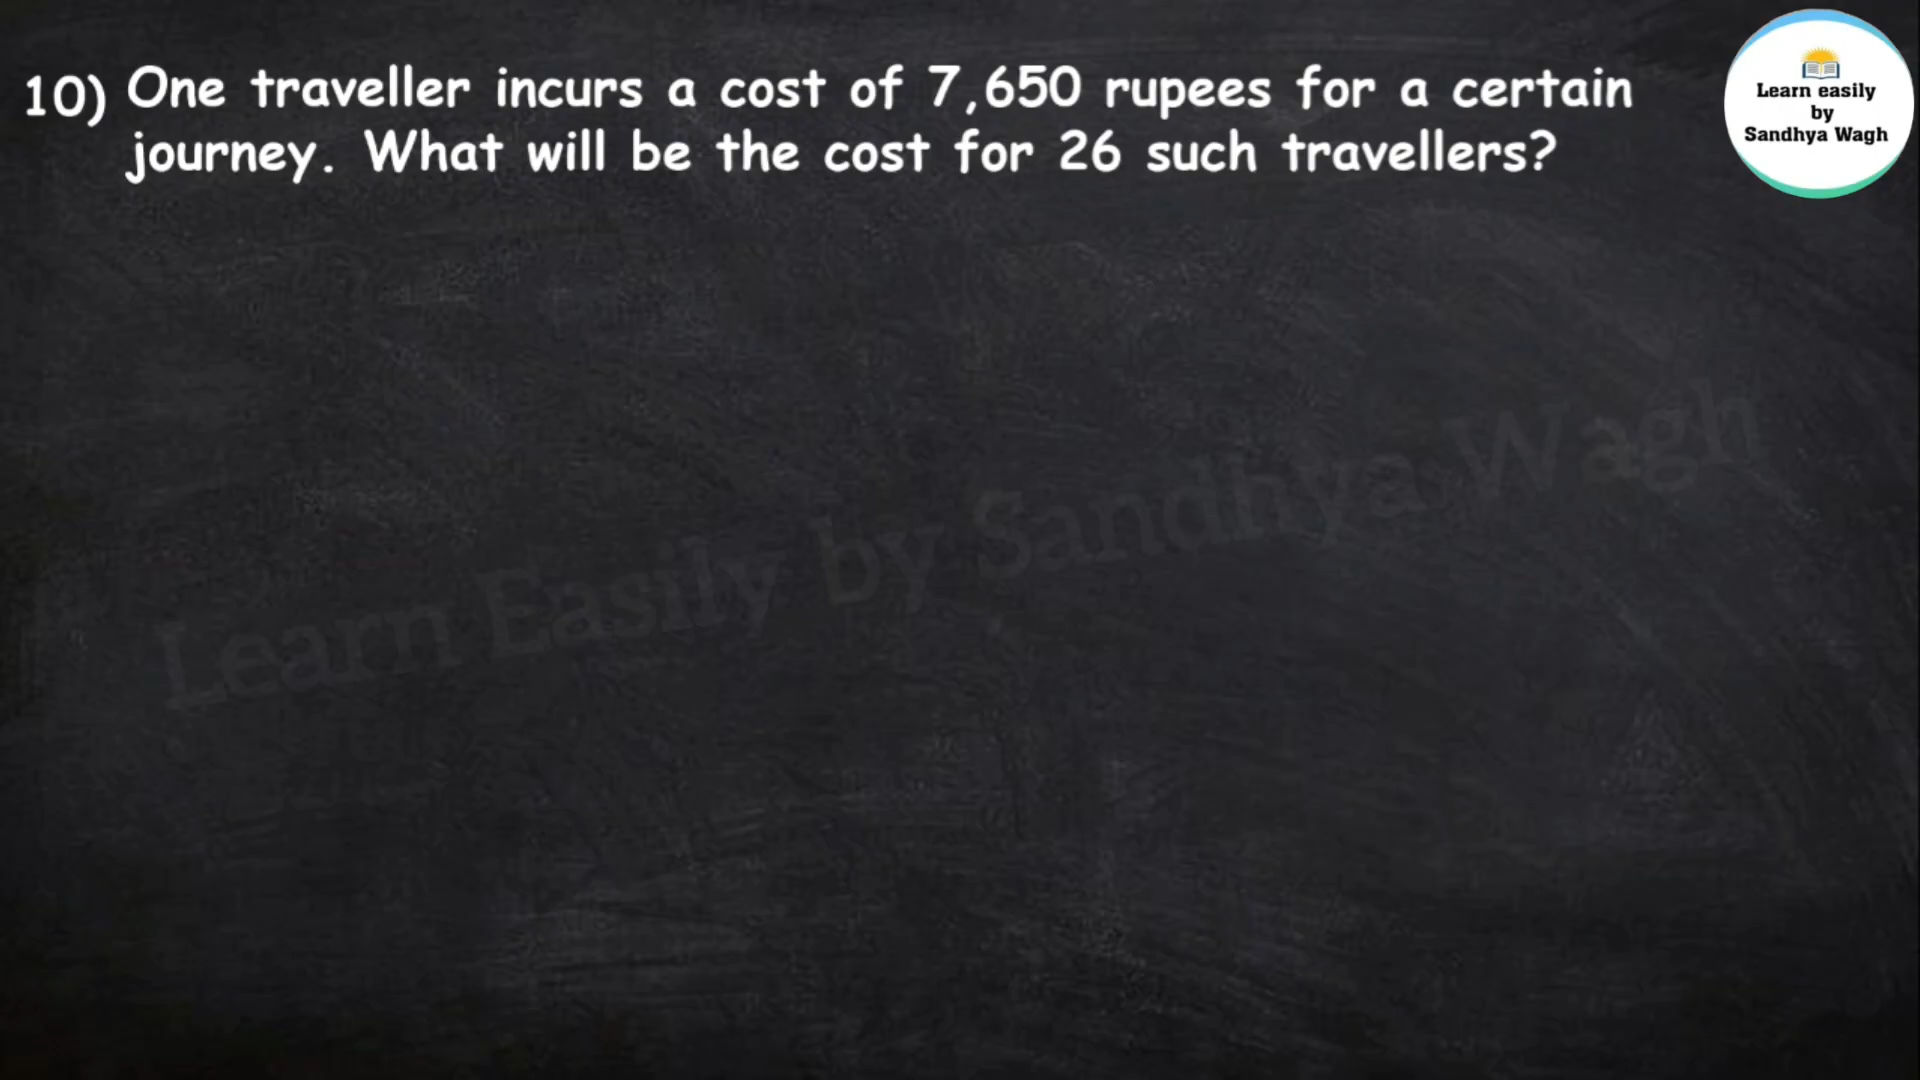 10) One traveller incurs a cost of 7,650 rupees for a certain
journey. What will be the cost for 26 such travellers?
Learn easily
by
Sandhya Wagh
Learn Easily by Sandhya Wagh